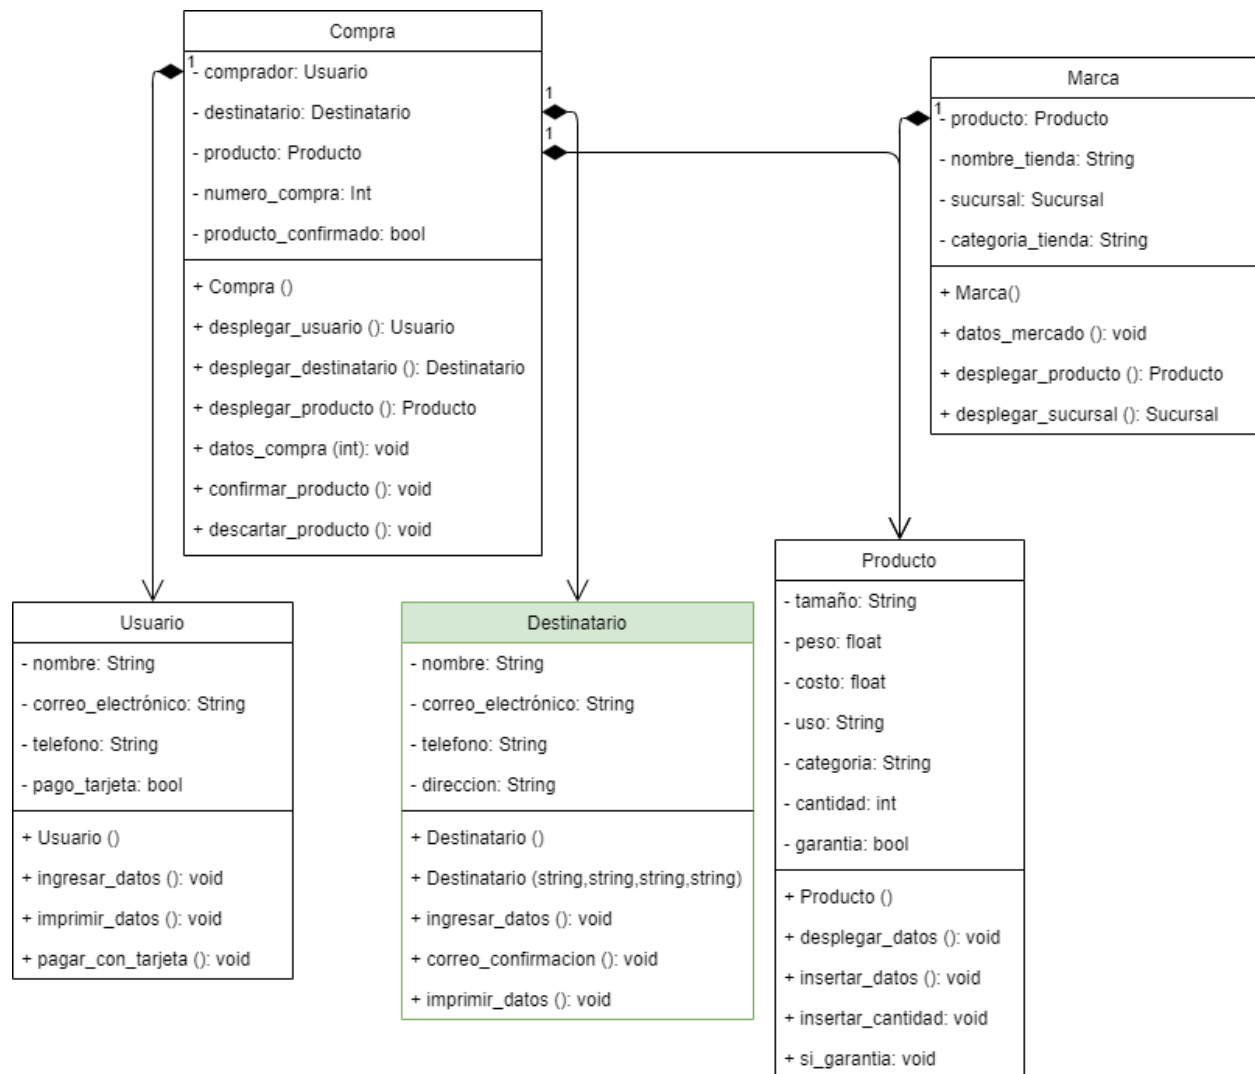 Compra
1
- comprador: Usuario
- destinatario: Destinatario
- producto: Producto
- numero_compra: Int
- producto_confirmado: bool
+ Compra ()
+ desplegar_usuario (): Usuario
+ desplegar_destinatario (): Destinatario
+ desplegar_producto (): Producto
+ datos_compra (int): void
+ confirmar_producto (): void
+ descartar_producto (): void
1
1
Marca
1
- producto: Producto
- nombre_tienda: String
- sucursal: Sucursal
- categoria_tienda: String
+ Marca()
+ datos_mercado (): void
+ desplegar_producto (): Producto
+ desplegar_sucursal (): Sucursal
Usuario
- nombre: String
- correo_electrónico: String
- telefono: String
- pago_tarjeta: bool
+ Usuario ()
+ ingresar_datos (): void
+ imprimir_datos (): void
+ pagar_con_tarjeta (): void
Destinatario
- nombre: String
- correo_electrónico: String
- telefono: String
- direccion: String
+ Destinatario ()
+ Destinatario (string,string,string,string)
+ ingresar_datos (): void
+ correo_confirmacion (): void
+ imprimir_datos (): void
Producto
- tamaño: String
- peso: float
- costo: float
- uso: String
- categoria: String
- cantidad: int
- garantia: bool
+ Producto ()
+ desplegar_datos (): void
+ insertar_datos (): void
+ insertar_cantidad: void
+ si_garantia: void